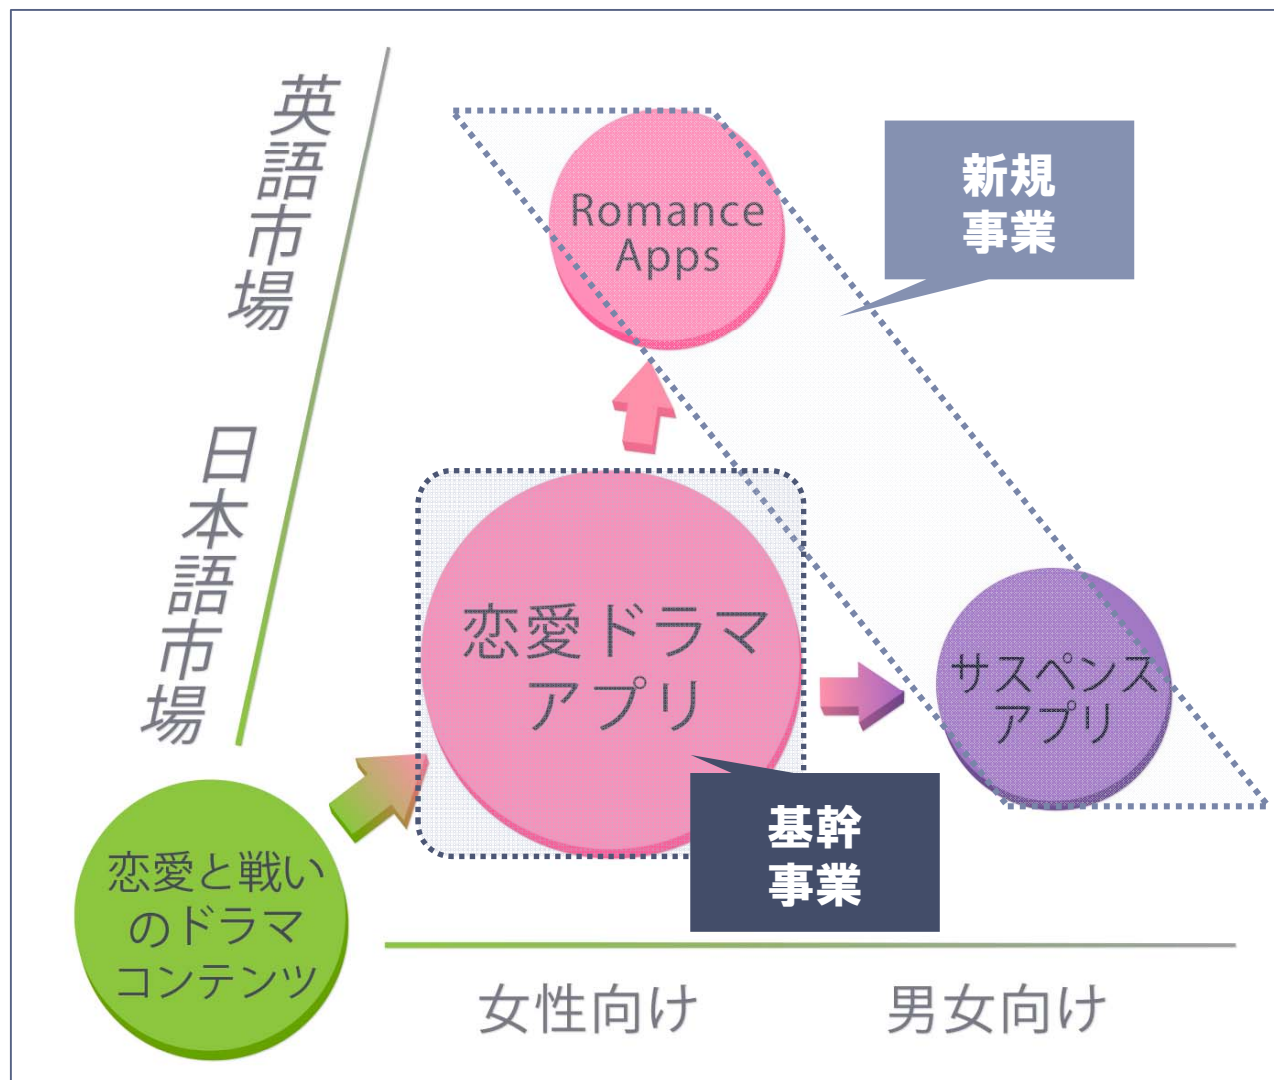 英語市場
日本語市場
Romance
Apps
新規
事業
恋愛ドラマ
アプリ
サスペンス
アプリ
基幹
事業
恋愛と戦い
のドラマ
コンテンツ
女性向け
男女向け